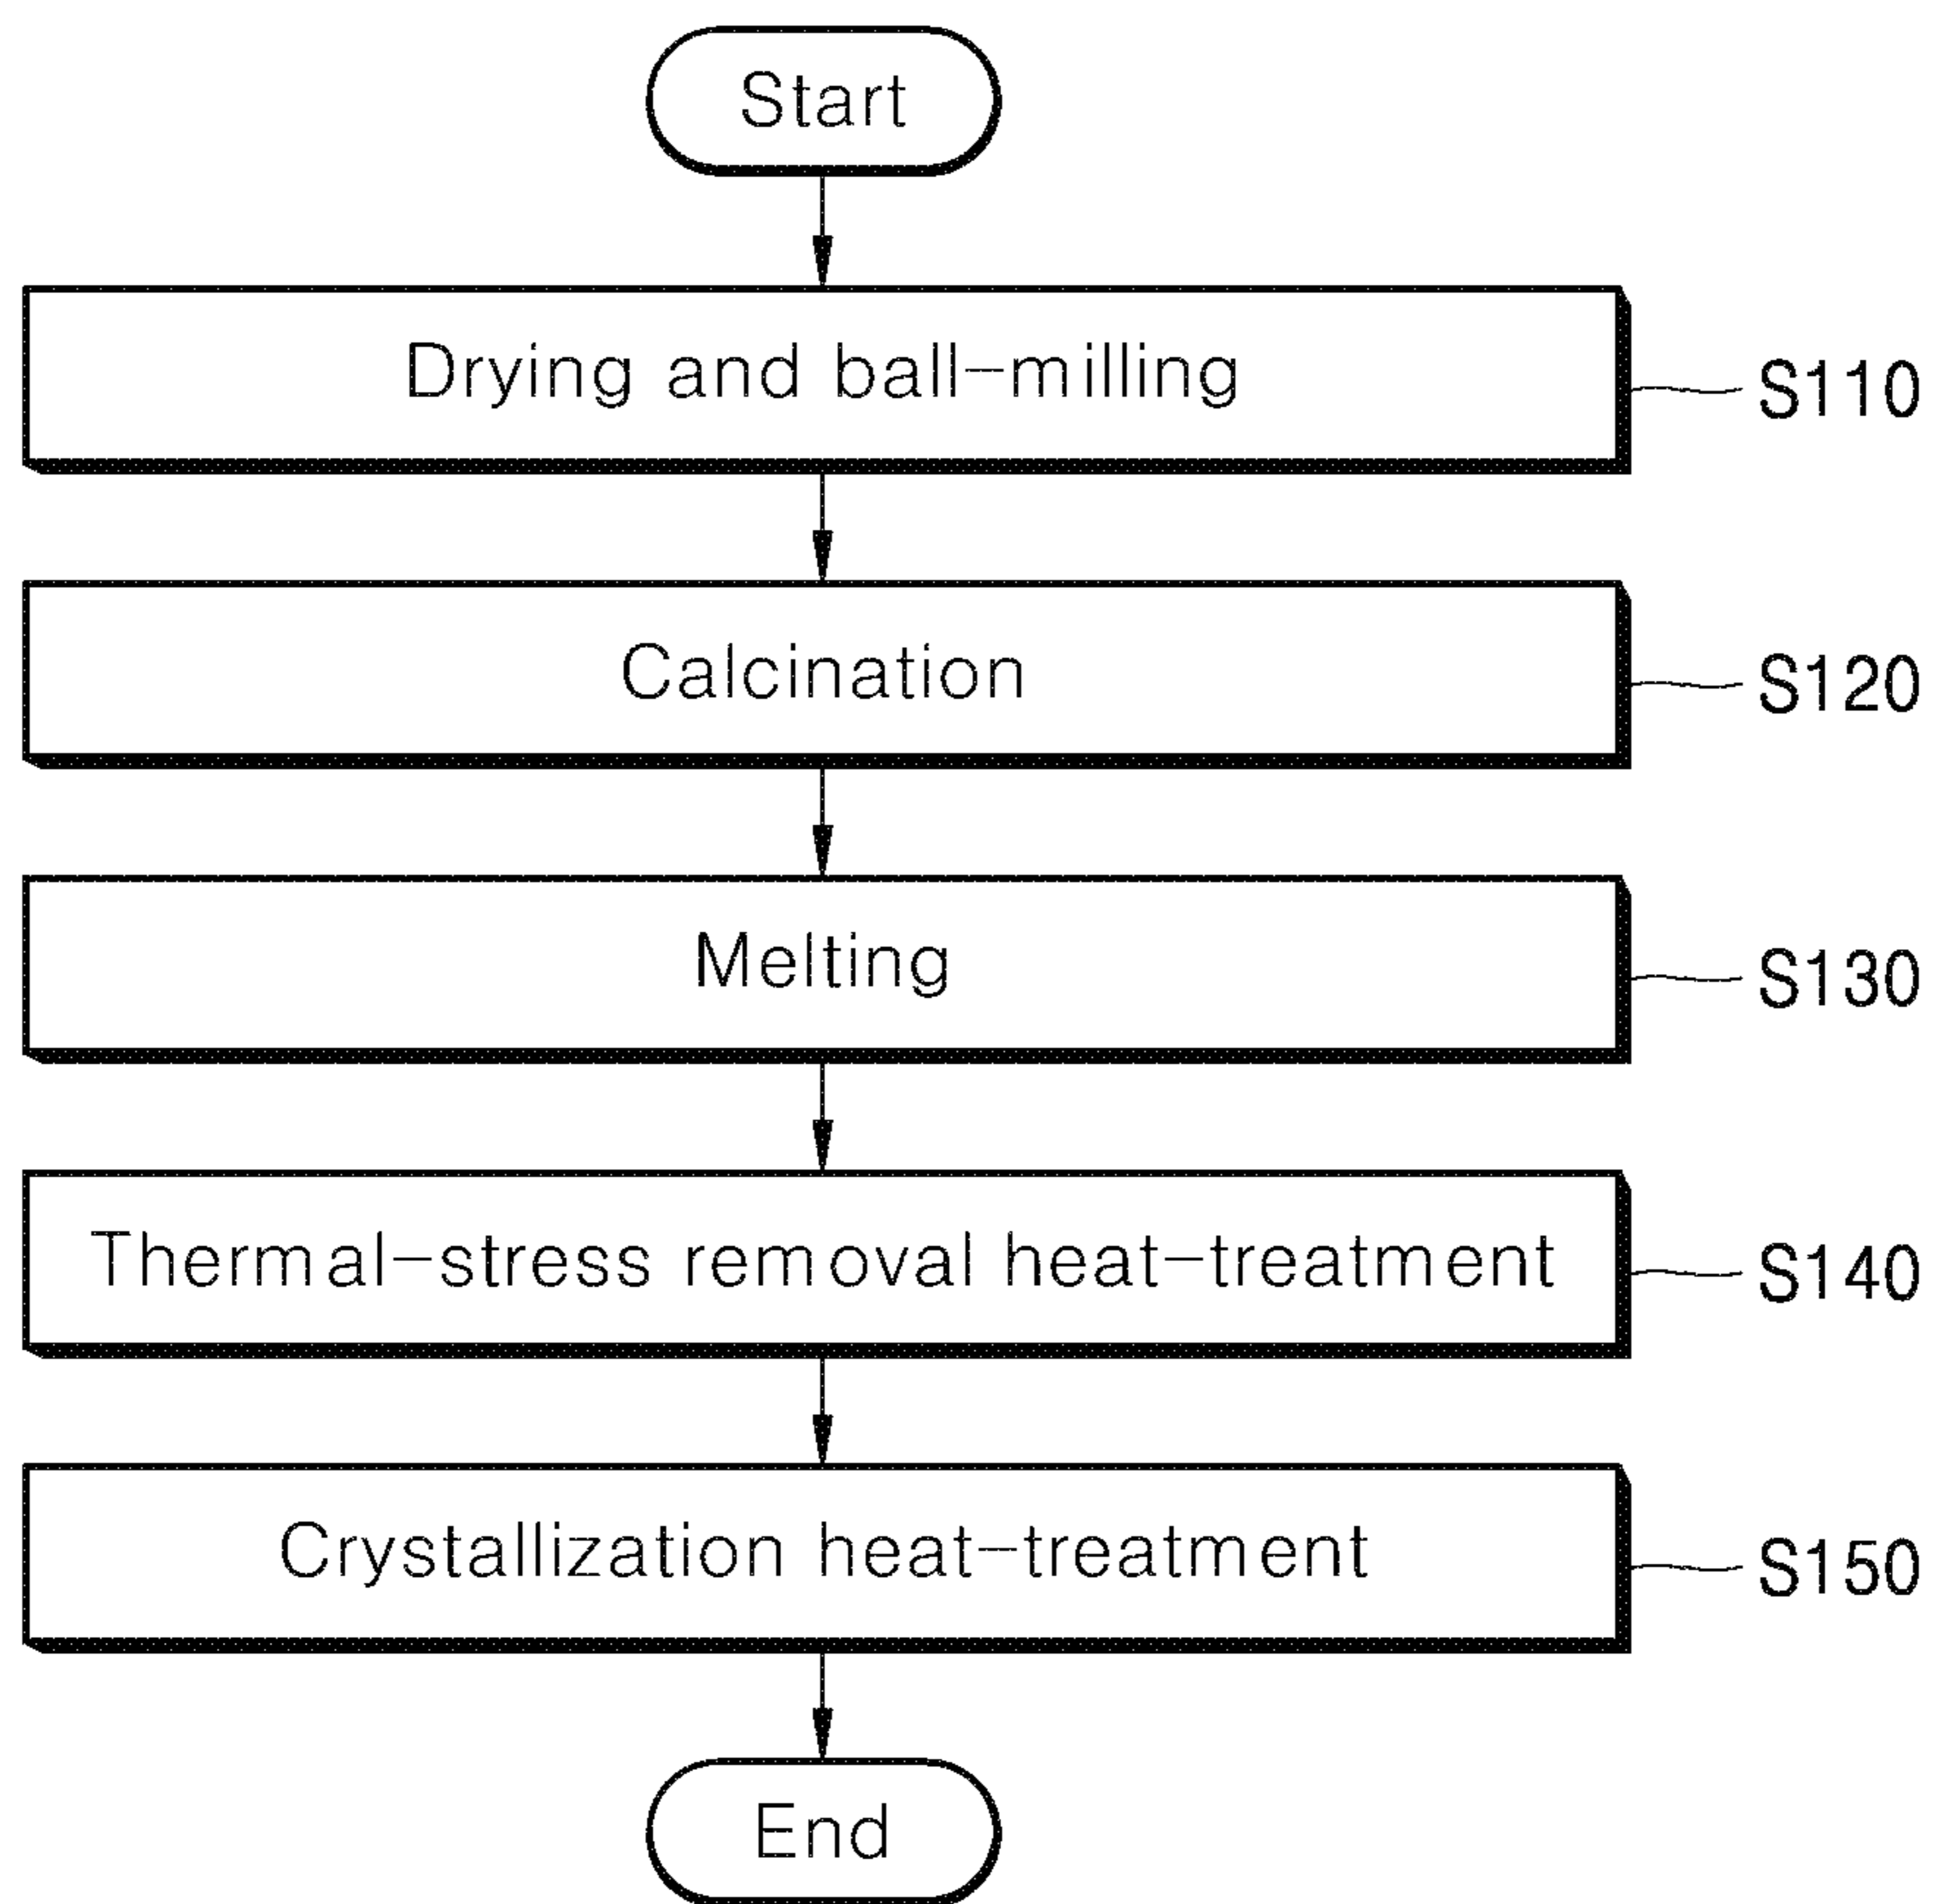 Start
Drying and ball-milling
S110
Calcination
S120
Melting
S130
Thermal-stress removal heat-treatment
S140
Crystallization heat-treatment
S150
End